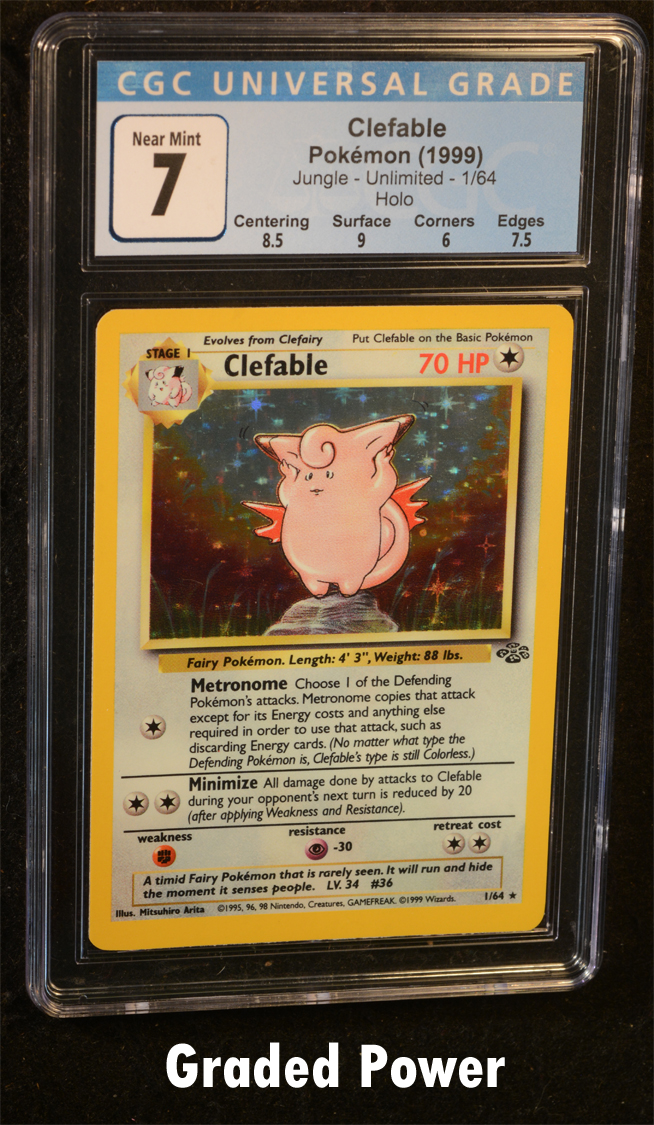 CGC UNIVERSAL GRADE
Near Mint
7
Clefable
Pokémon (1999)
Jungle - Unlimited - 1/64
Holo
Centering Surface Corners Edges
8.5 9 6 7.5
Evolves from Clefairy Put Clefable on the Basic Pokémon
STAGE 1
Clefable 70 HP
Fairy Pokémon. Length: 4' 3", Weight: 88 lbs.
Metronome Choose 1 of the Defending
Pokémon's attacks. Metronome copies that attack
except for its Energy costs and anything else
required in order to use that attack, such as
discarding Energy cards. (No matter what type the
Defending Pokémon is, Clefable's type is still Colorless.)
Minimize All damage done by attacks to Clefable
during your opponent's next turn is reduced by 20
(after applying Weakness and Resistance).
weakness resistance retreat cost
-30
A timid Fairy Pokémon that is rarely seen. It will run and hide
the moment it senses people. LV. 34 #36
Illus. Mitsuhiro Arita ©1995, 96, 98 Nintendo, Creatures, GAMEFREAK. ©1999 Wizards. 1/64 ★
Graded Power